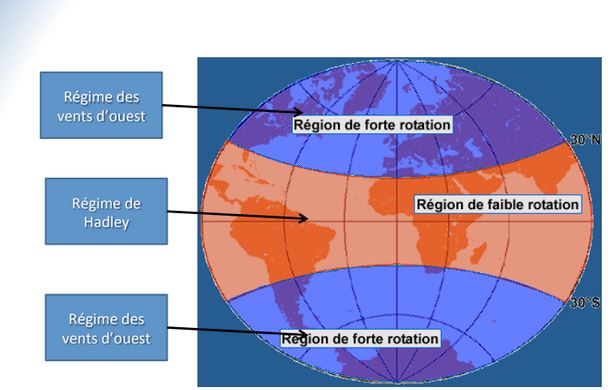 Régime des
vents d'ouest
Région de forte rotation
30°N
Régime de
Hadley
Région de faible rotation
30°S
Régime des
vents d'ouest
Région de forte rotation